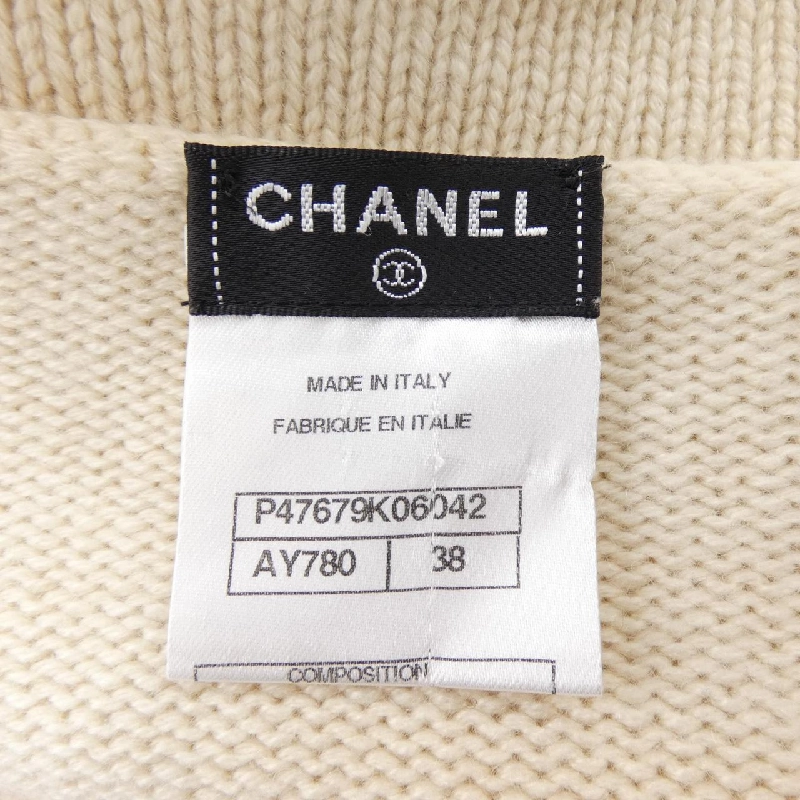 CHANEL
MADE IN ITALY
FABRIQUE EN ITALIE
P47679K06042
AY780 38
COMPOSITION